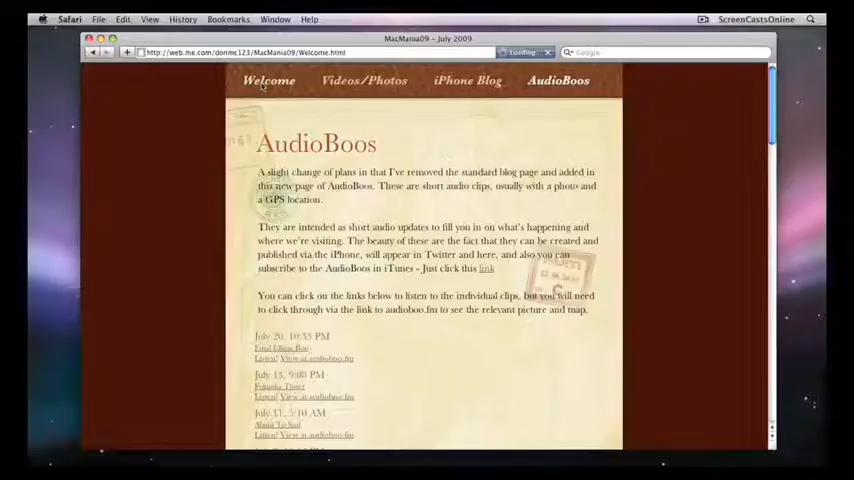 Safari File Edit View History Bookmarks Window Help ScreenCastsOnline
MacMania09 - July 2009
http://web.me.com/donmc123/MacMania09/Welcome.html Loading... Google
Welcome Videos/Photos iPhone Blog AudioBoos
AudioBoos
A slight change of plans in that I've removed the standard blog page and added in
this new page of AudioBoos. These are short audio clips, usually with a photo and
a GPS location.
They are intended as short audio updates to fill you in on what's happening and
where we're visiting. The beauty of these are the fact that they can be created and
published via the iPhone, will appear in Twitter and here, and also you can
subscribe to the AudioBoos in iTunes - Just click this link
You can click on the links below to listen to the individual clips, but you will need
to click through via the link to audioboo.fm to see the relevant picture and map.
July 20, 10:55 PM
Final China Boo
Listen! View at audioboo.fm
July 13, 9:08 PM
Listen! View at audioboo.fm
July 11, 5:10 AM
About To Sail
Listen! View at audioboo.fm